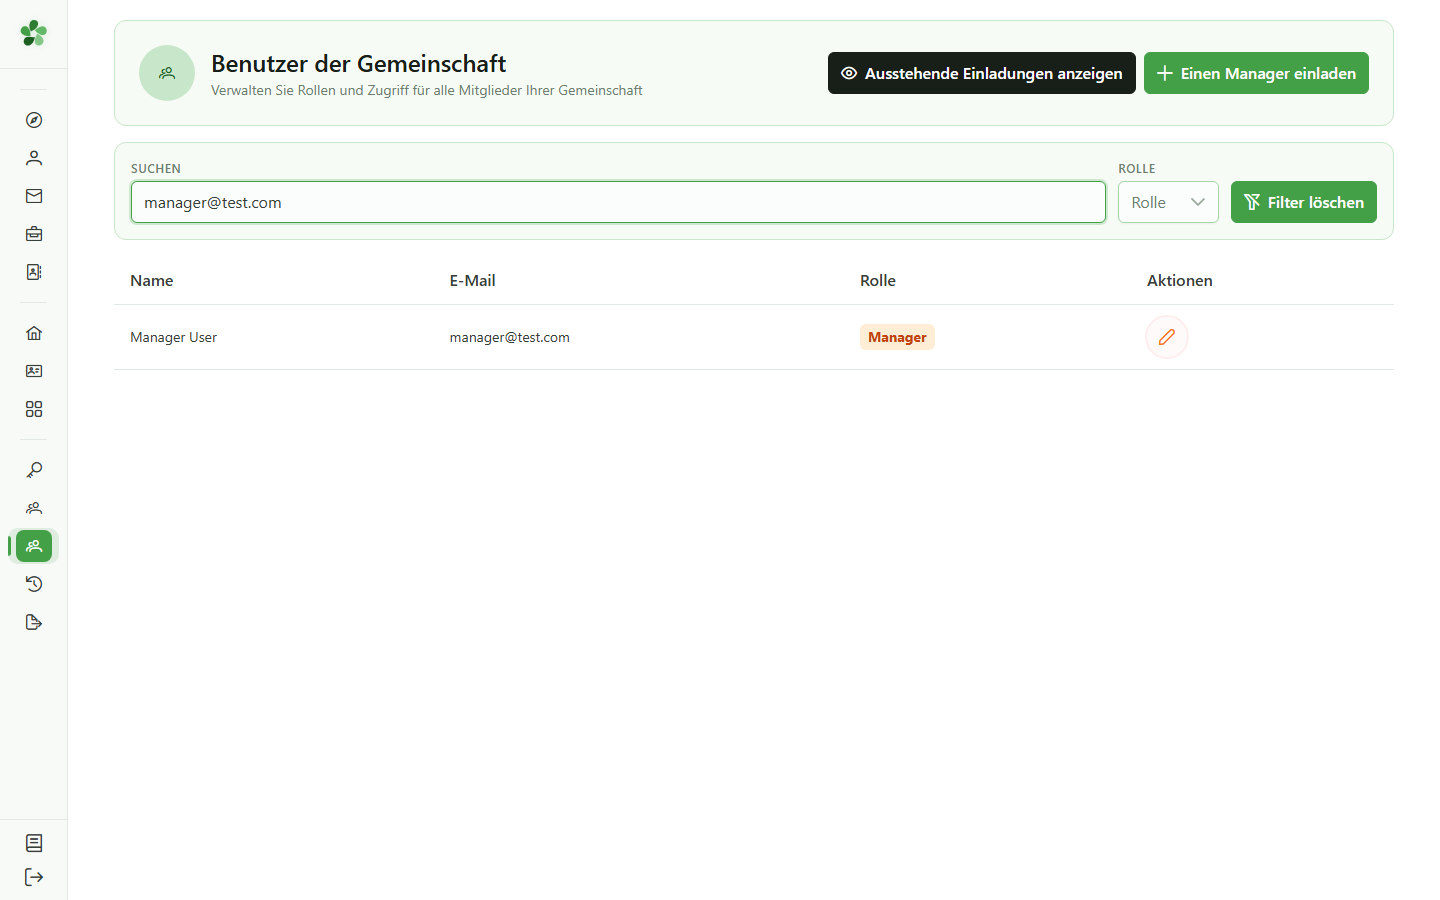 Benutzer der Gemeinschaft
Verwalten Sie Rollen und Zugriff für alle Mitglieder Ihrer Gemeinschaft
Ausstehende Einladungen anzeigen
Einen Manager einladen
SUCHEN
manager@test.com
ROLLE
Rolle
Filter löschen
Name E-Mail Rolle Aktionen
Manager User manager@test.com Manager